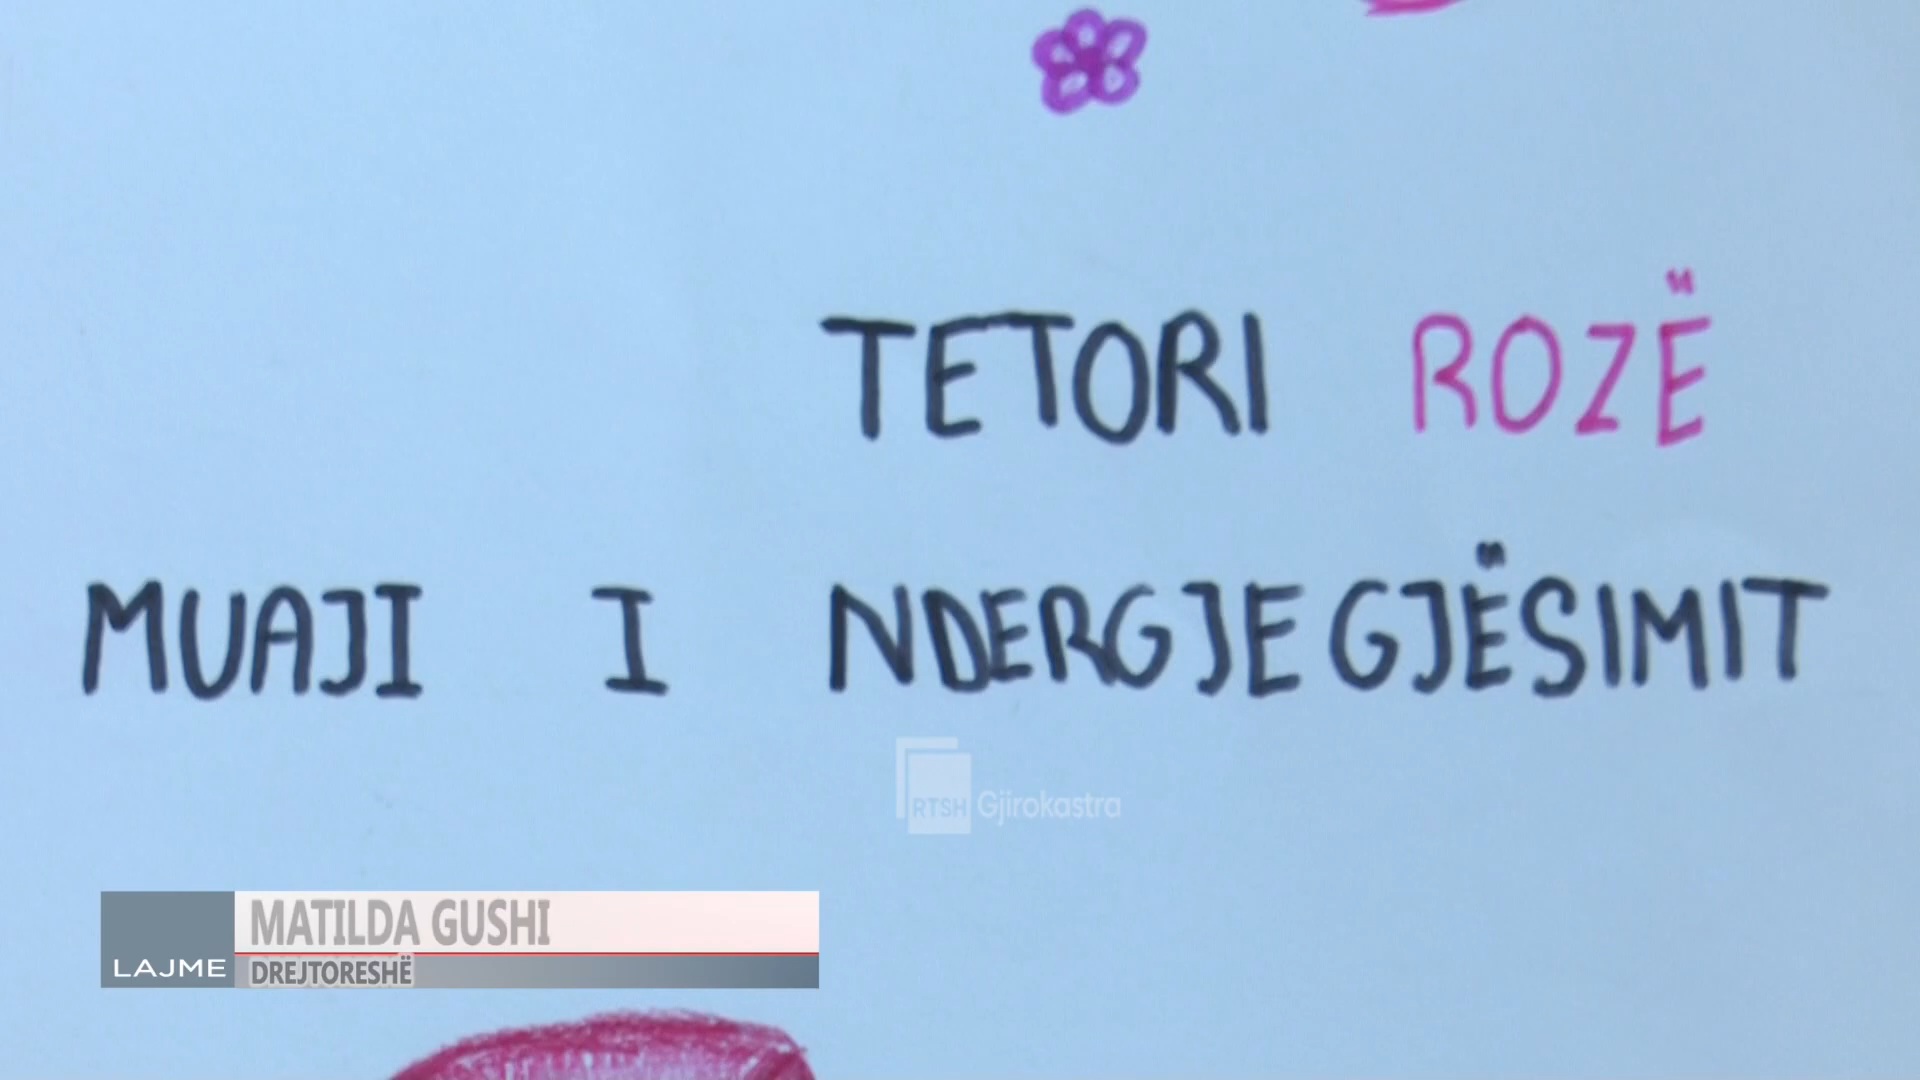 TETORI ROZË
MUAJI I NDERGJEGJËSIMIT
RTSH Gjirokastra
MATILDA GUSHI
LAJME DREJTORESHË